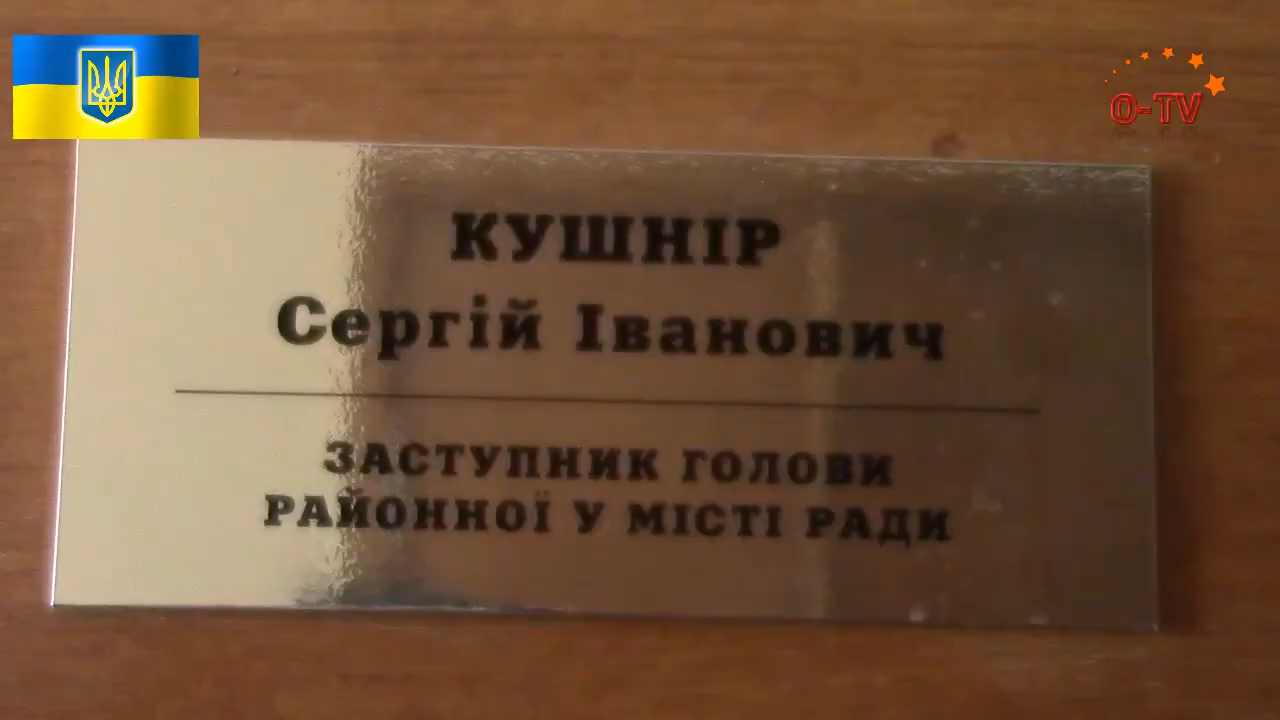 O-TV
КУШНІР
Сергій Іванович
ЗАСТУПНИК ГОЛОВИ
РАЙОННОЇ У МІСТІ РАДИ